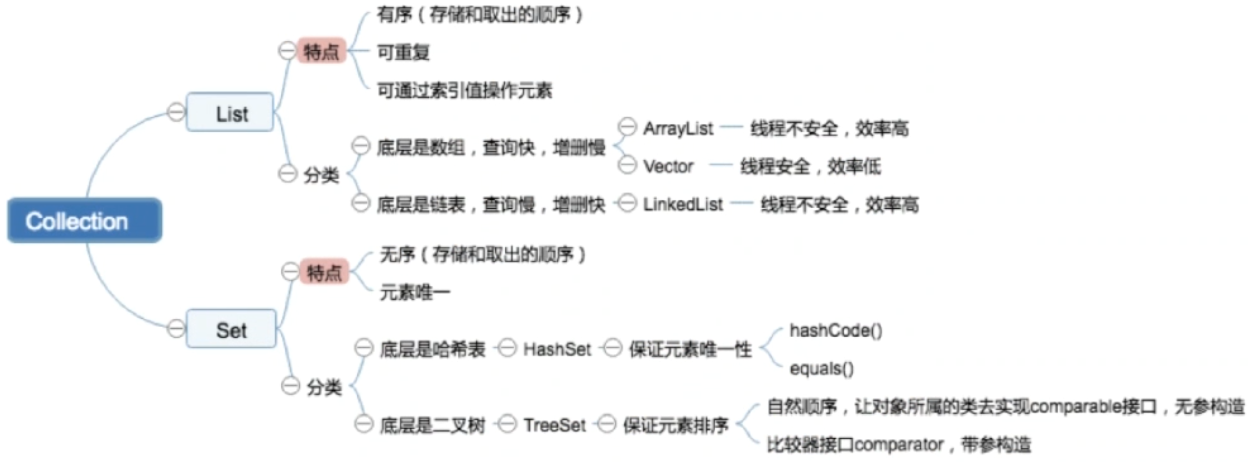 Collection
List
特点
有序（存储和取出的顺序）
可重复
可通过索引值操作元素
分类
底层是数组，查询快，增删慢
ArrayList
线程不安全，效率高
Vector
线程安全，效率低
底层是链表，查询慢，增删快
LinkedList
线程不安全，效率高
Set
特点
无序（存储和取出的顺序）
元素唯一
分类
底层是哈希表
HashSet
保证元素唯一性
hashCode()
equals()
底层是二叉树
TreeSet
保证元素排序
自然顺序，让对象所属的类去实现comparable接口，无参构造
比较器接口comparator，带参构造